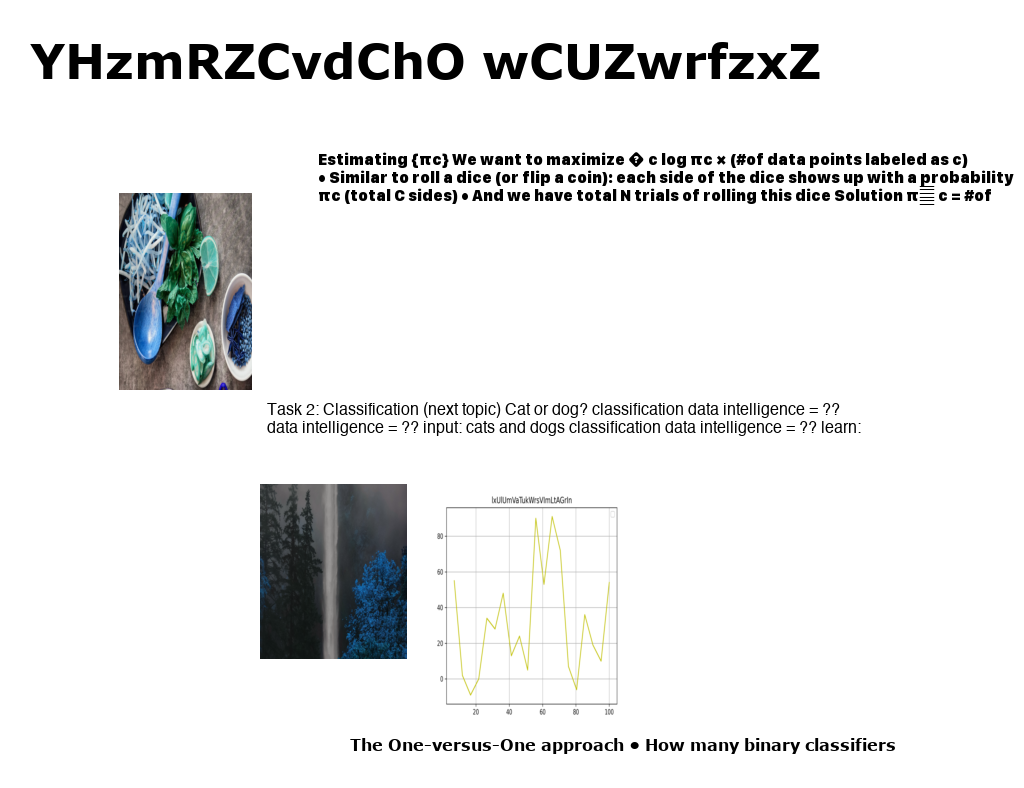 YHzmRZCvdChO wCUZwrfzxZ
Estimating {πc} We want to maximize � c log πc × (#of data points labeled as c)
• Similar to roll a dice (or flip a coin): each side of the dice shows up with a probability
πc (total C sides) • And we have total N trials of rolling this dice Solution π c = #of
Task 2: Classification (next topic) Cat or dog? classification data intelligence = ??
data intelligence = ?? input: cats and dogs classification data intelligence = ?? learn:
80
60
40
20
0
20 40 60 80 100
The One-versus-One approach • How many binary classifiers